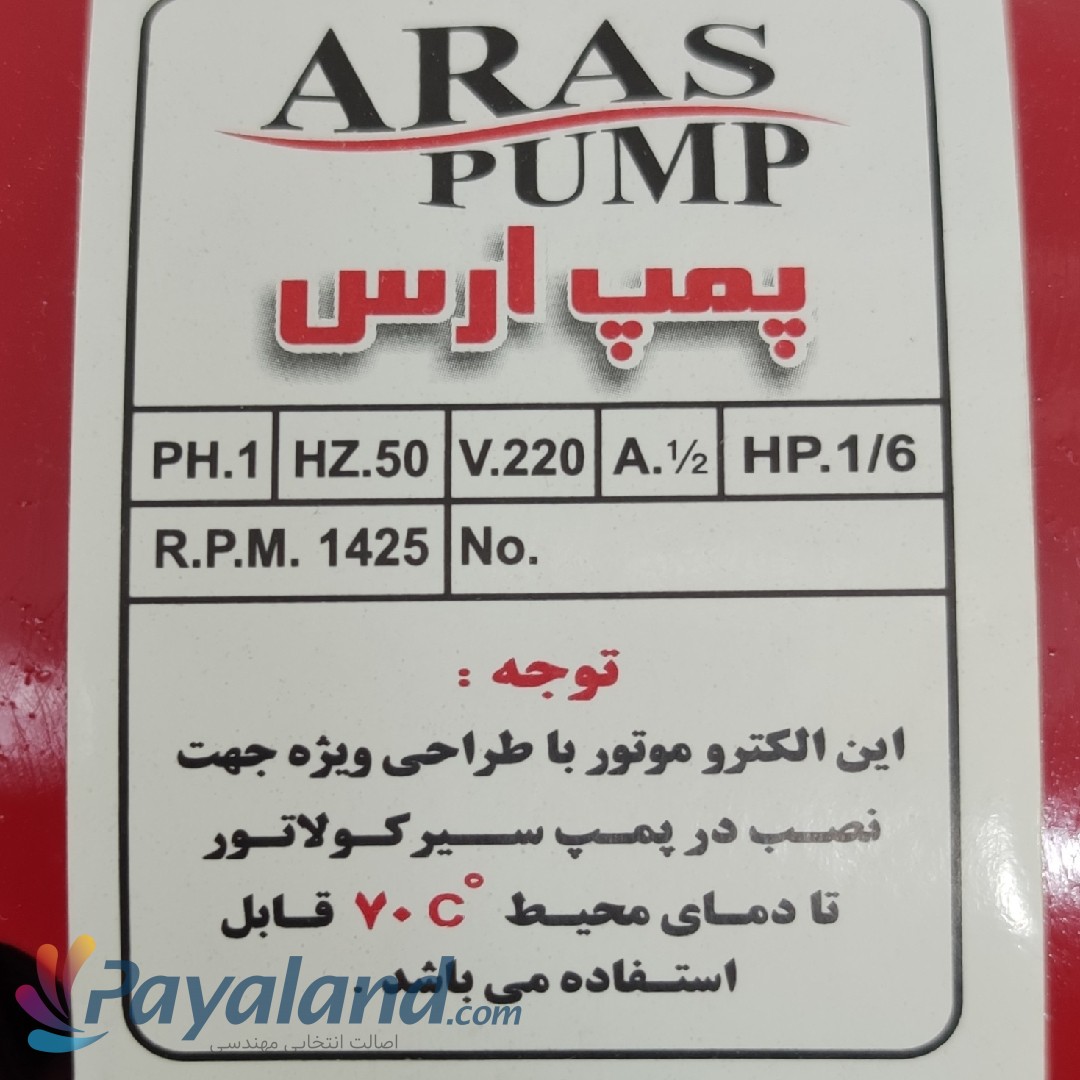 ARAS
PUMP
پمپ ارس
PH.1 HZ.50 V.220 A.½ HP.1/6
R.P.M. 1425 No.
توجه :
این الکترو موتور با طراحی ویژه جهت
نصب در پمپ سیرکولاتور
تا دمای محیط ۷۰ C° قابل
استفاده می باشد .
Payaland.com
اصالت انتخابی مهندسی